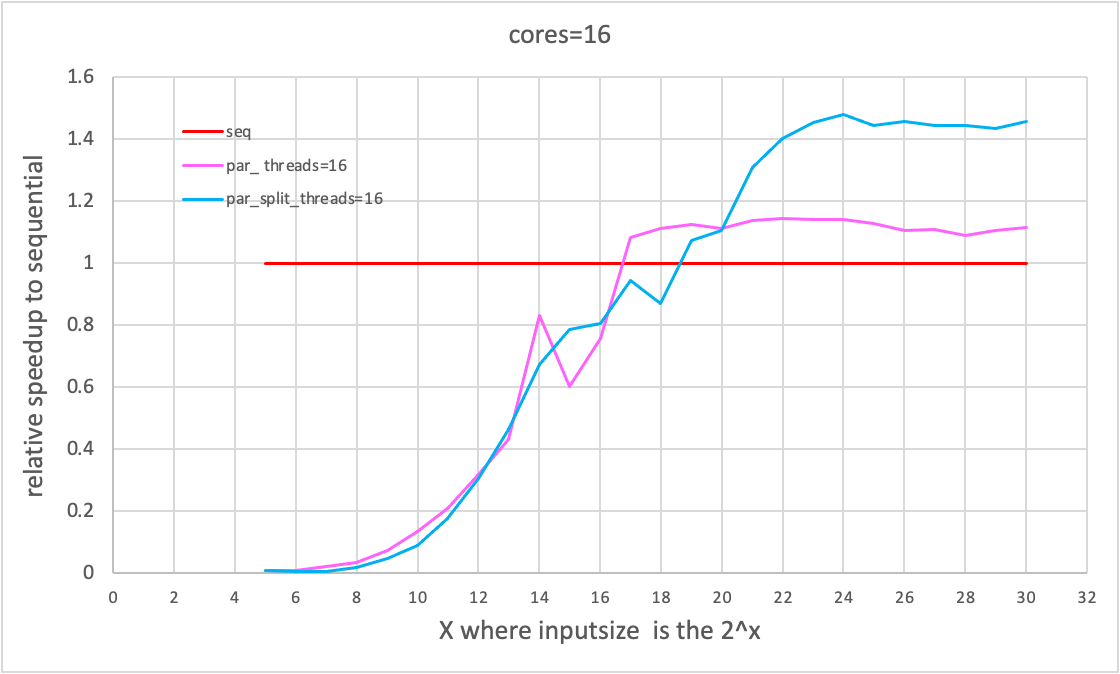 cores=16
relative speedup to sequential
1.6
1.4
1.2
1
0.8
0.6
0.4
0.2
0
seq
par_ threads=16
par_split_threads=16
0 2 4 6 8 10 12 14 16 18 20 22 24 26 28 30 32
X where inputsize  is the 2^x